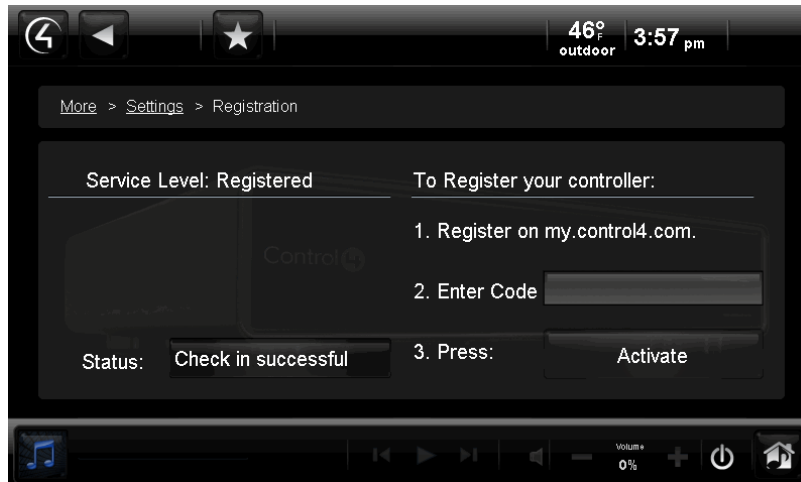 46°F
outdoor
3:57 pm
More > Settings > Registration
Service Level: Registered
To Register your controller:
1. Register on my.control4.com.
Control4
2. Enter Code
Status: Check in successful
3. Press: Activate
Volume
0%